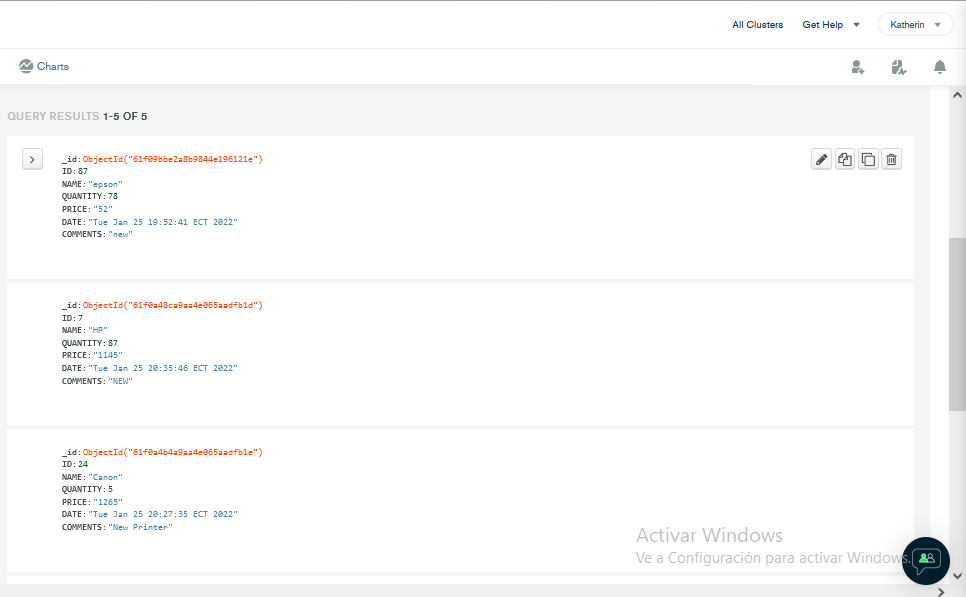 All Clusters Get Help Katherin
Charts
QUERY RESULTS 1-5 OF 5
_id:ObjectId("61f09bbe2a8b9844e196121e")
ID:87
NAME:"epson"
QUANTITY:78
PRICE:"52"
DATE:"Tue Jan 25 19:52:41 ECT 2022"
COMMENTS:"new"
_id:ObjectId("61f0a48ca9aa4e065aadfb1d")
ID:7
NAME:"HP"
QUANTITY:87
PRICE:"1145"
DATE:"Tue Jan 25 20:35:46 ECT 2022"
COMMENTS:"NEW"
_id:ObjectId("61f0a4b4a9aa4e065aadfb1e")
ID:24
NAME:"Canon"
QUANTITY:5
PRICE:"1265"
DATE:"Tue Jan 25 20:27:35 ECT 2022"
COMMENTS:"New Printer"
Activar Windows
Ve a Configuración para activar Windows.